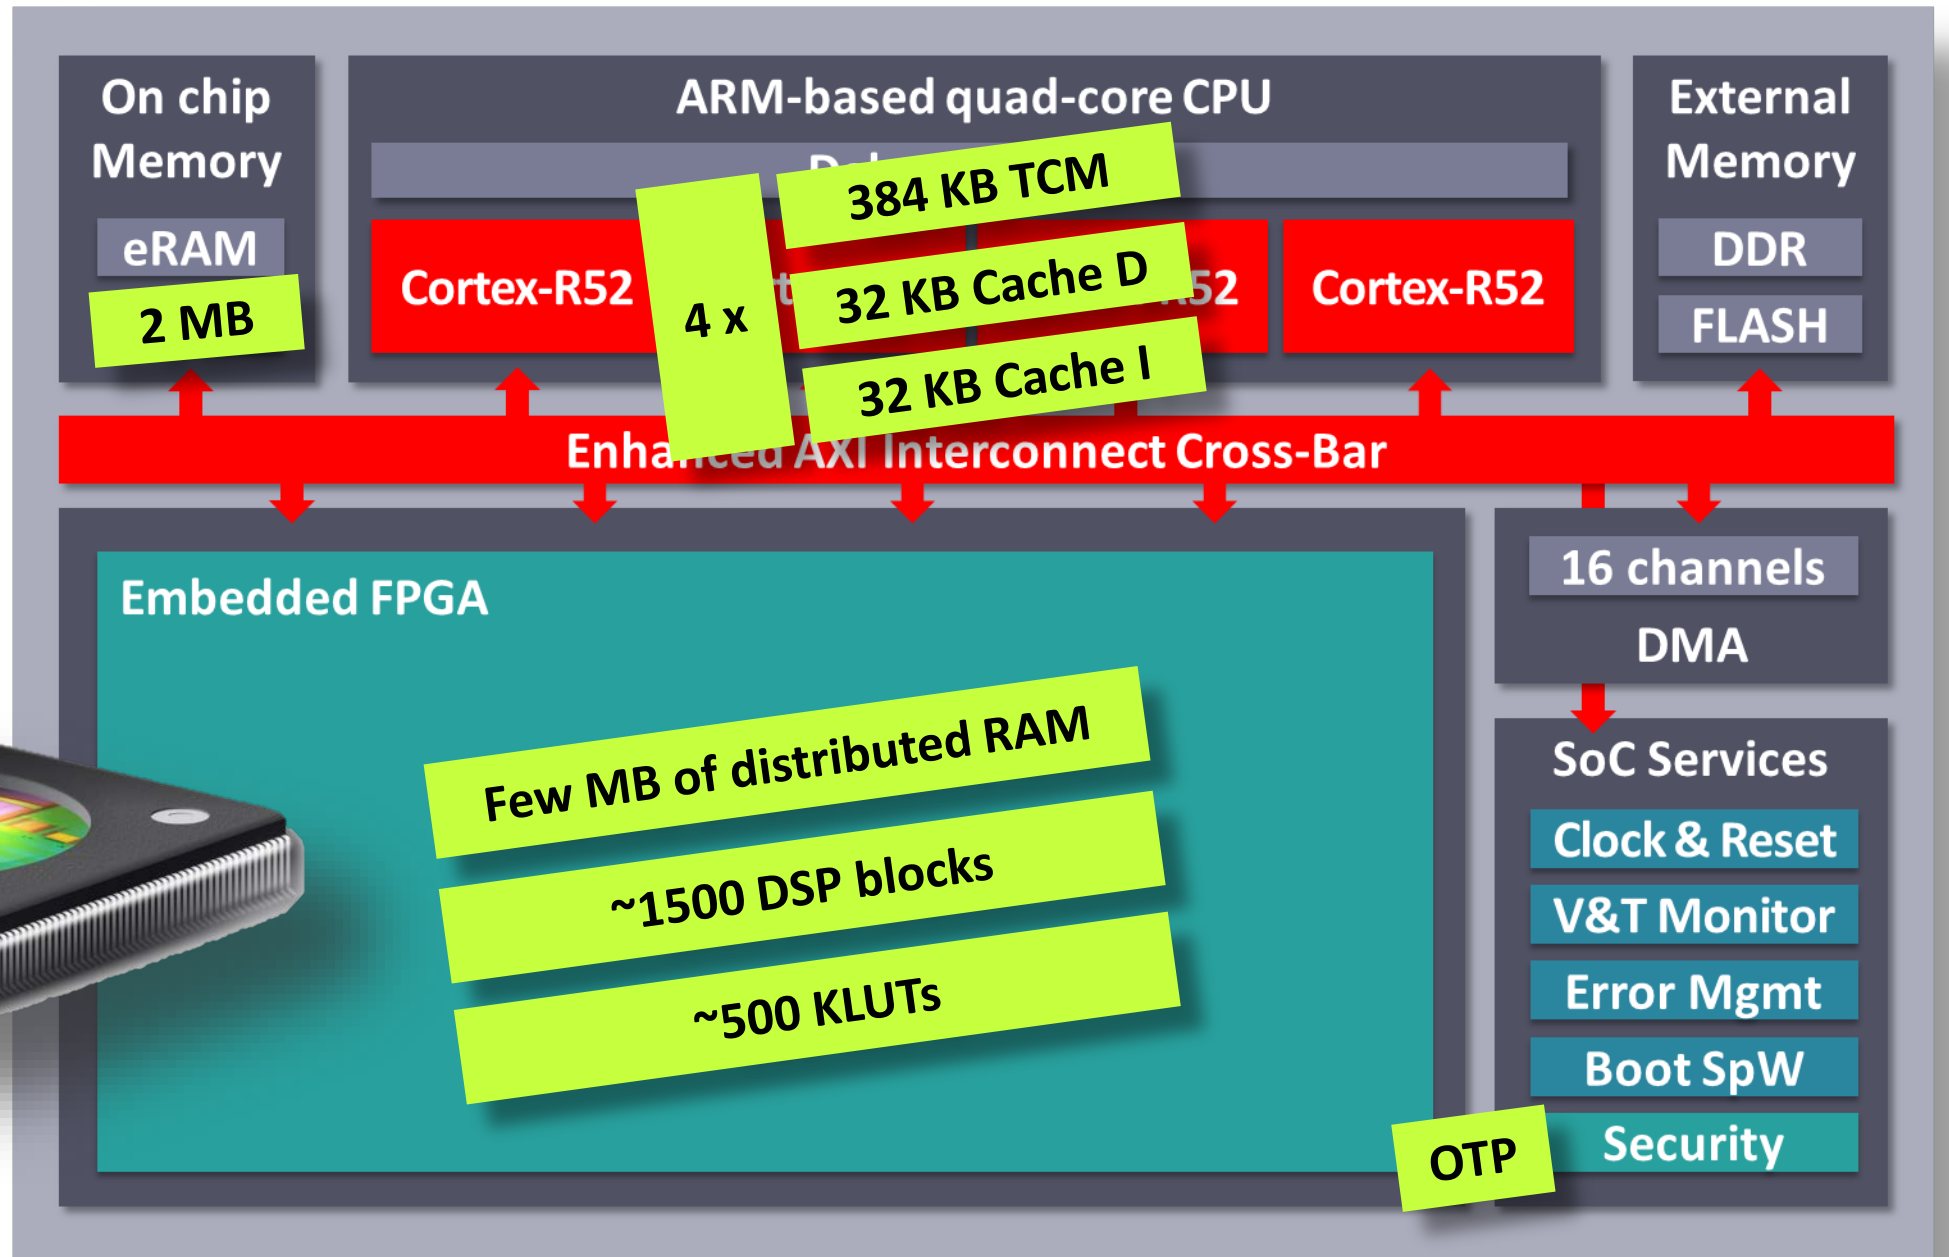 On chip
Memory
eRAM
2 MB
ARM-based quad-core CPU
384 KB TCM
4 x
32 KB Cache D
32 KB Cache I
Cortex-R52
Cortex-R52
External
Memory
DDR
FLASH
Enhanced AXI Interconnect Cross-Bar
Embedded FPGA
Few MB of distributed RAM
~1500 DSP blocks
~500 KLUTs
16 channels
DMA
SoC Services
Clock & Reset
V&T Monitor
Error Mgmt
Boot SpW
Security
OTP